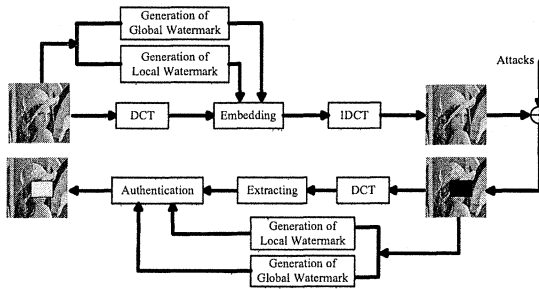 Generation of
Global Watermark
Generation of
Local Watermark
Attacks
DCT
Embedding
IDCT
Authentication
Extracting
DCT
Generation of
Local Watermark
Generation of
Global Watermark